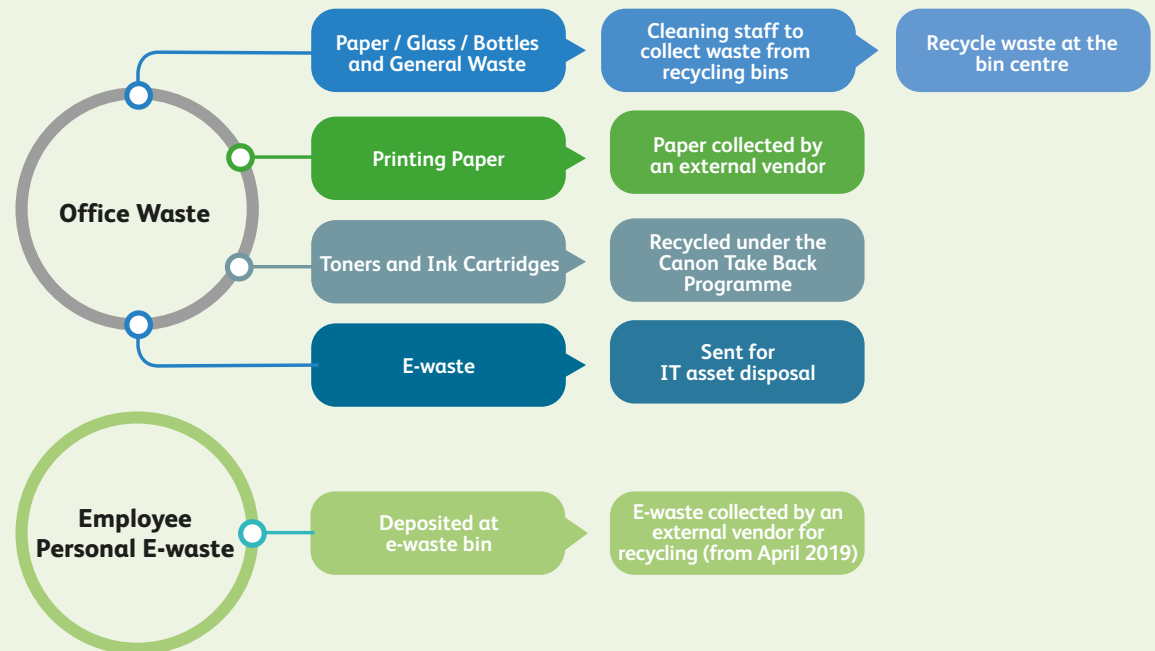 Office Waste
Paper / Glass / Bottles
and General Waste
Cleaning staff to
collect waste from
recycling bins
Recycle waste at the
bin centre
Printing Paper
Paper collected by
an external vendor
Toners and Ink Cartridges
Recycled under the
Canon Take Back
Programme
E-waste
Sent for
IT asset disposal
Employee
Personal E-waste
Deposited at
e-waste bin
E-waste collected by an
external vendor for
recycling (from April 2019)